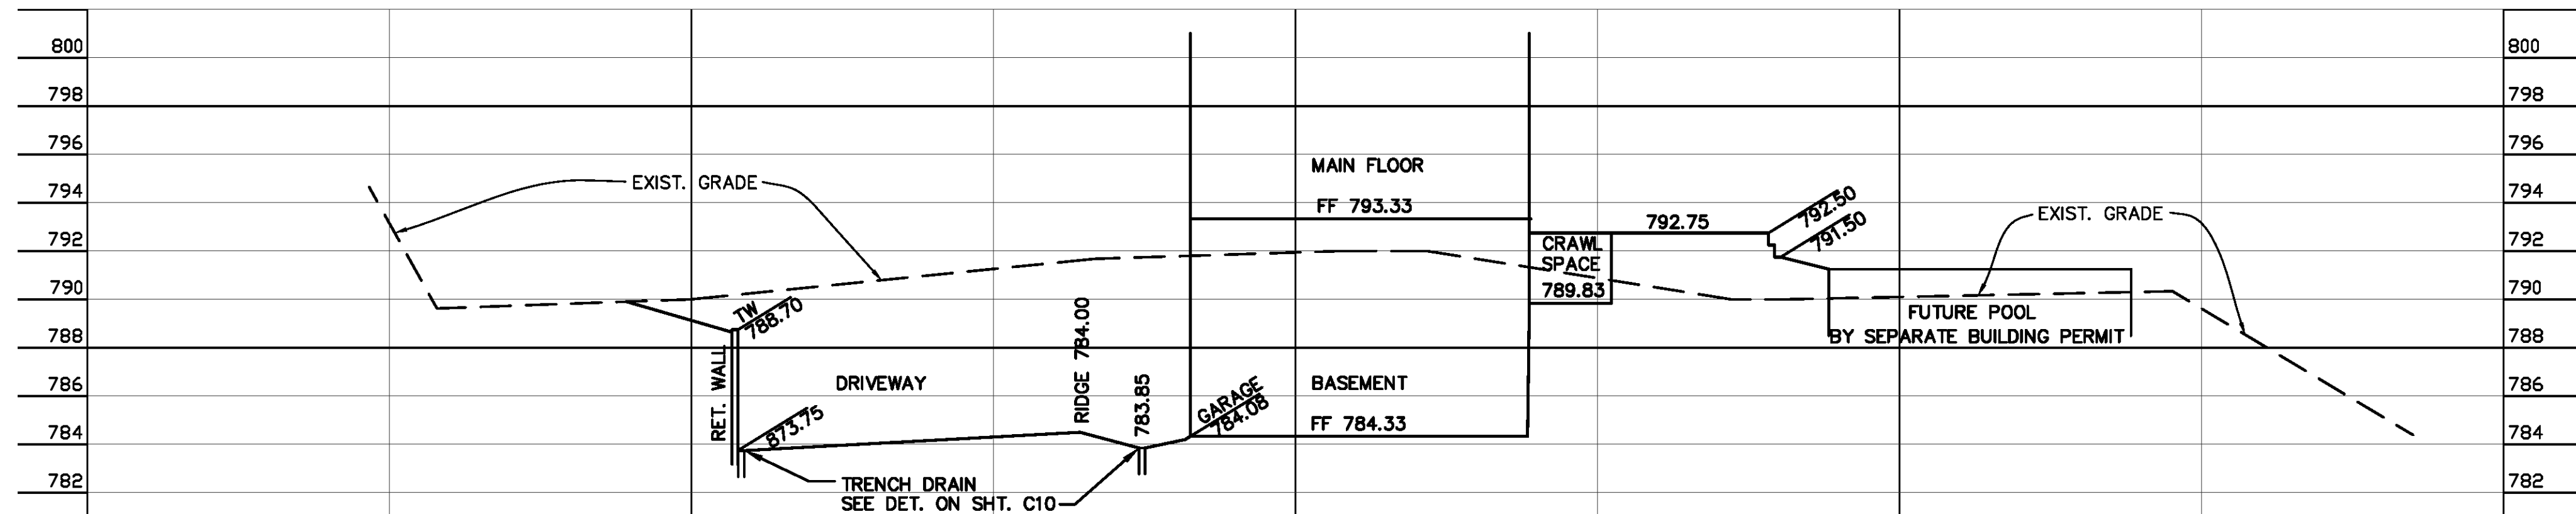 800
798
796
794
792
790
788
786
784
782
EXIST. GRADE
TW
788.70
RET. WALL
DRIVEWAY
873.75
TRENCH DRAIN
SEE DET. ON SHT. C10
RIDGE 784.00
783.85
GARAGE
784.08
MAIN FLOOR
FF 793.33
BASEMENT
FF 784.33
CRAWL
SPACE
789.83
792.75
792.50
791.50
EXIST. GRADE
FUTURE POOL
BY SEPARATE BUILDING PERMIT
800
798
796
794
792
790
788
786
784
782